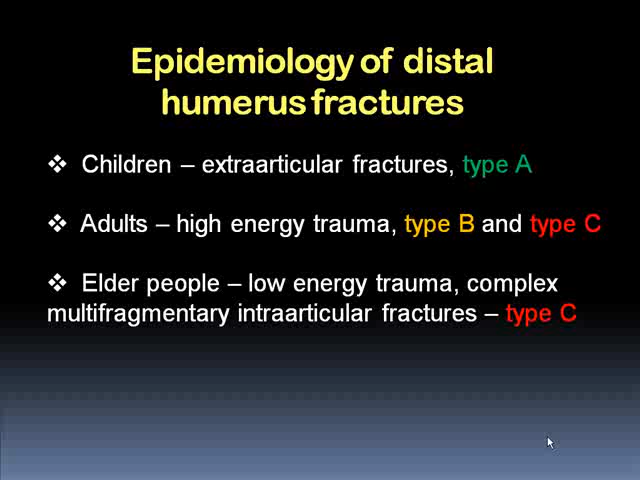 Epidemiology of distal
humerus fractures
❖ Children – extraarticular fractures, type A
❖ Adults – high energy trauma, type B and type C
❖ Elder people – low energy trauma, complex
multifragmentary intraarticular fractures – type C